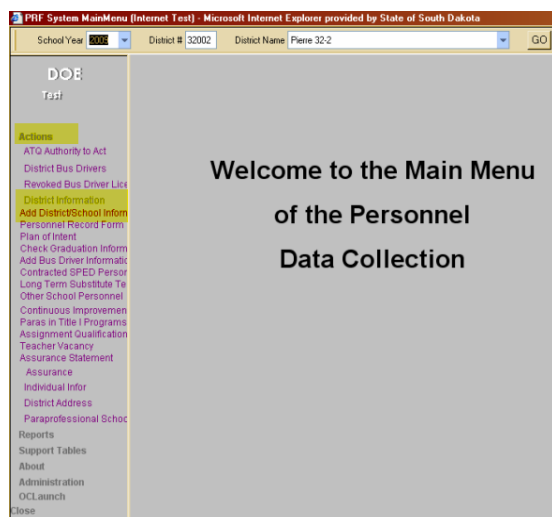 PRF System MainMenu (Internet Test) - Microsoft Internet Explorer provided by State of South Dakota
School Year 2009 District # 32002 District Name Pierre 32-2 GO
DOE
Test
Actions
ATQ Authority to Act
District Bus Drivers
Revoked Bus Driver Lice
District Information
Add District/School Inform
Personnel Record Form
Plan of Intent
Check Graduation Inform
Add Bus Driver Informatic
Contracted SPED Persor
Long Term Substitute Te
Other School Personnel
Continuous Improvemen
Paras in Title I Programs
Assignment Qualification
Teacher Vacancy
Assurance Statement
Assurance
Individual Infor
District Address
Paraprofessional Schoc
Reports
Support Tables
About
Administration
OCLaunch
Close
Welcome to the Main Menu
of the Personnel
Data Collection